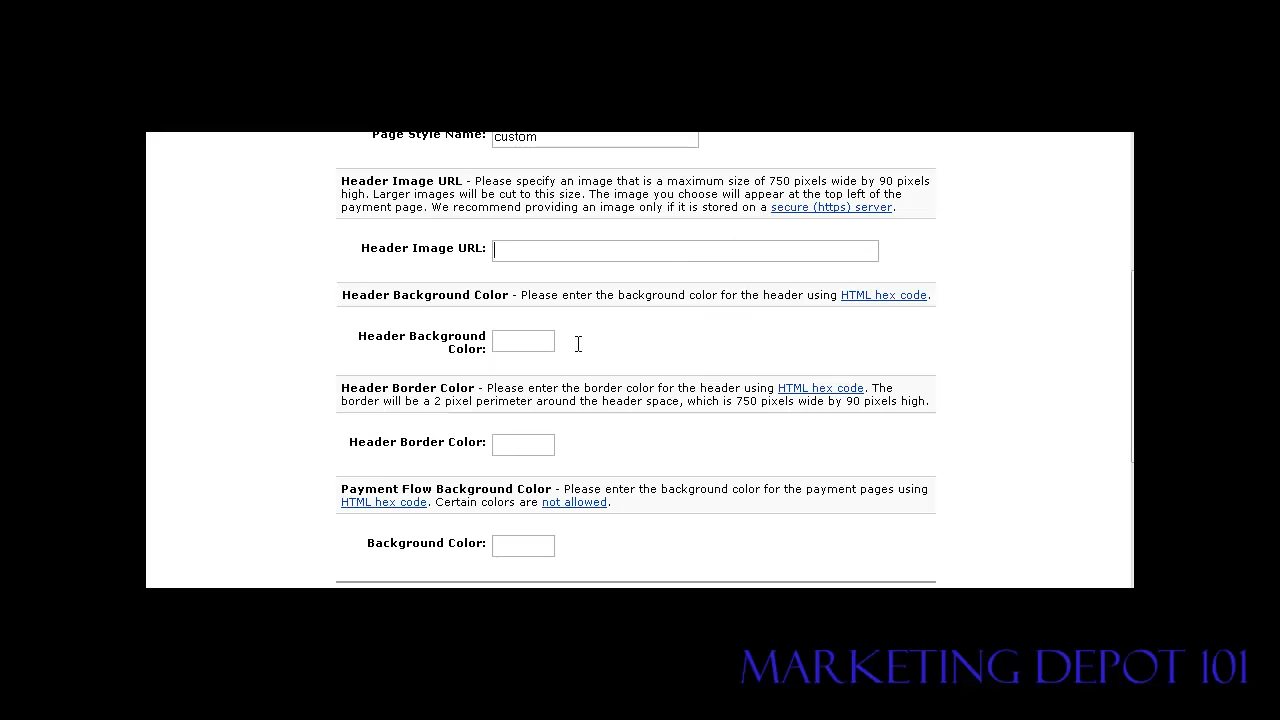 Page Style Name: custom
Header Image URL - Please specify an image that is a maximum size of 750 pixels wide by 90 pixels
high. Larger images will be cut to this size. The image you choose will appear at the top left of the
payment page. We recommend providing an image only if it is stored on a secure (https) server.
Header Image URL:
Header Background Color - Please enter the background color for the header using HTML hex code.
Header Background
Color:
Header Border Color - Please enter the border color for the header using HTML hex code. The
border will be a 2 pixel perimeter around the header space, which is 750 pixels wide by 90 pixels high.
Header Border Color:
Payment Flow Background Color - Please enter the background color for the payment pages using
HTML hex code. Certain colors are not allowed.
Background Color:
MARKETING DEPOT 101